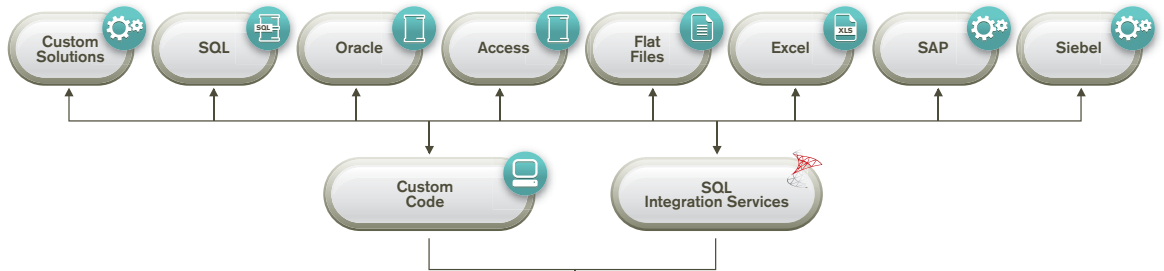 Custom
Solutions
SQL
SQL
Oracle
Access
Flat
Files
Excel
XLS
SAP
Siebel
Custom
Code
SQL
Integration Services